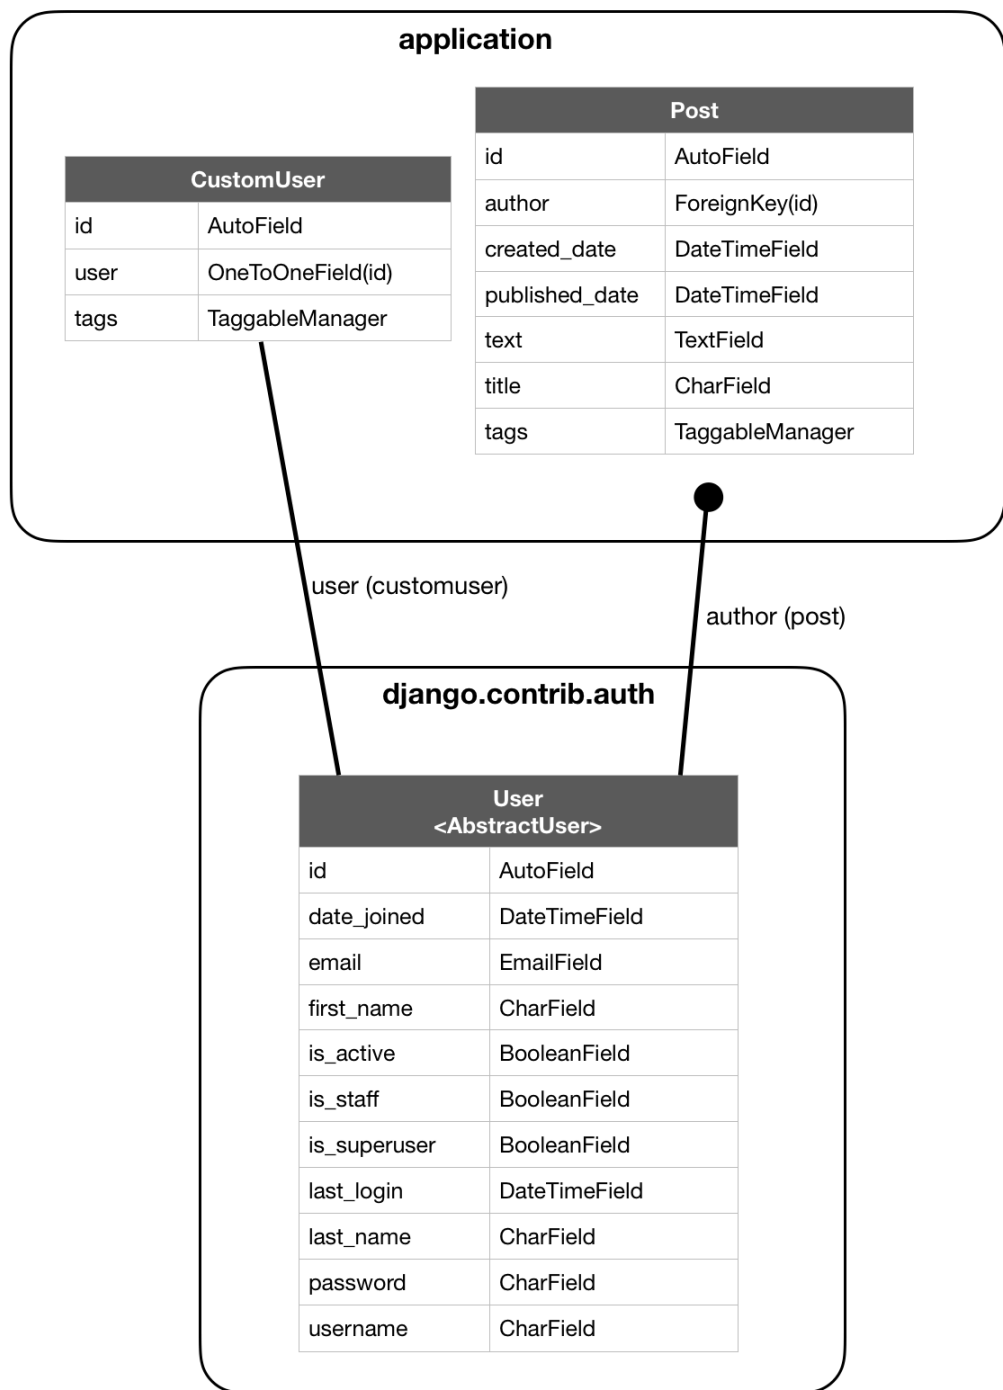 application
CustomUser
id AutoField
user OneToOneField(id)
tags TaggableManager
Post
id AutoField
author ForeignKey(id)
created_date DateTimeField
published_date DateTimeField
text TextField
title CharField
tags TaggableManager
user (customuser)
author (post)
django.contrib.auth
User
<AbstractUser>
id AutoField
date_joined DateTimeField
email EmailField
first_name CharField
is_active BooleanField
is_staff BooleanField
is_superuser BooleanField
last_login DateTimeField
last_name CharField
password CharField
username CharField